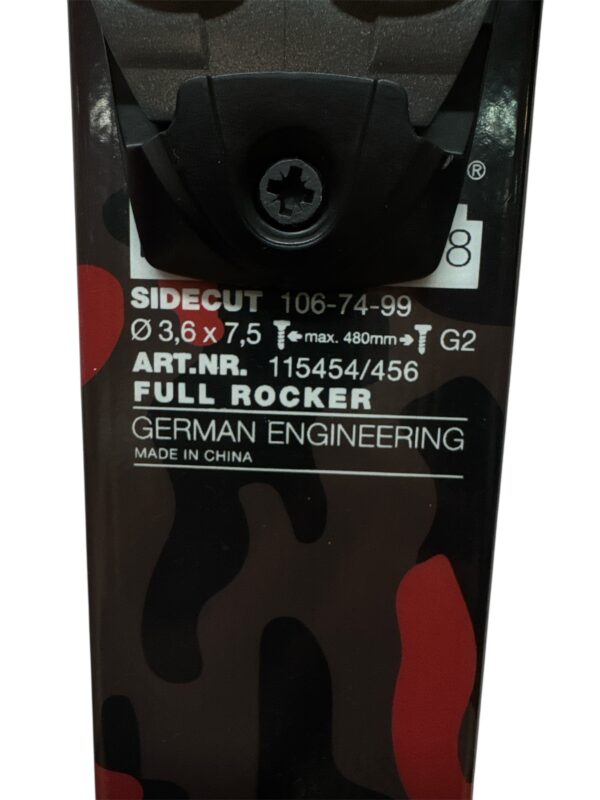 ®
8
SIDECUT 106-74-99
Ø 3,6 x 7,5 max. 480mm G2
ART.NR. 115454/456
FULL ROCKER
GERMAN ENGINEERING
MADE IN CHINA